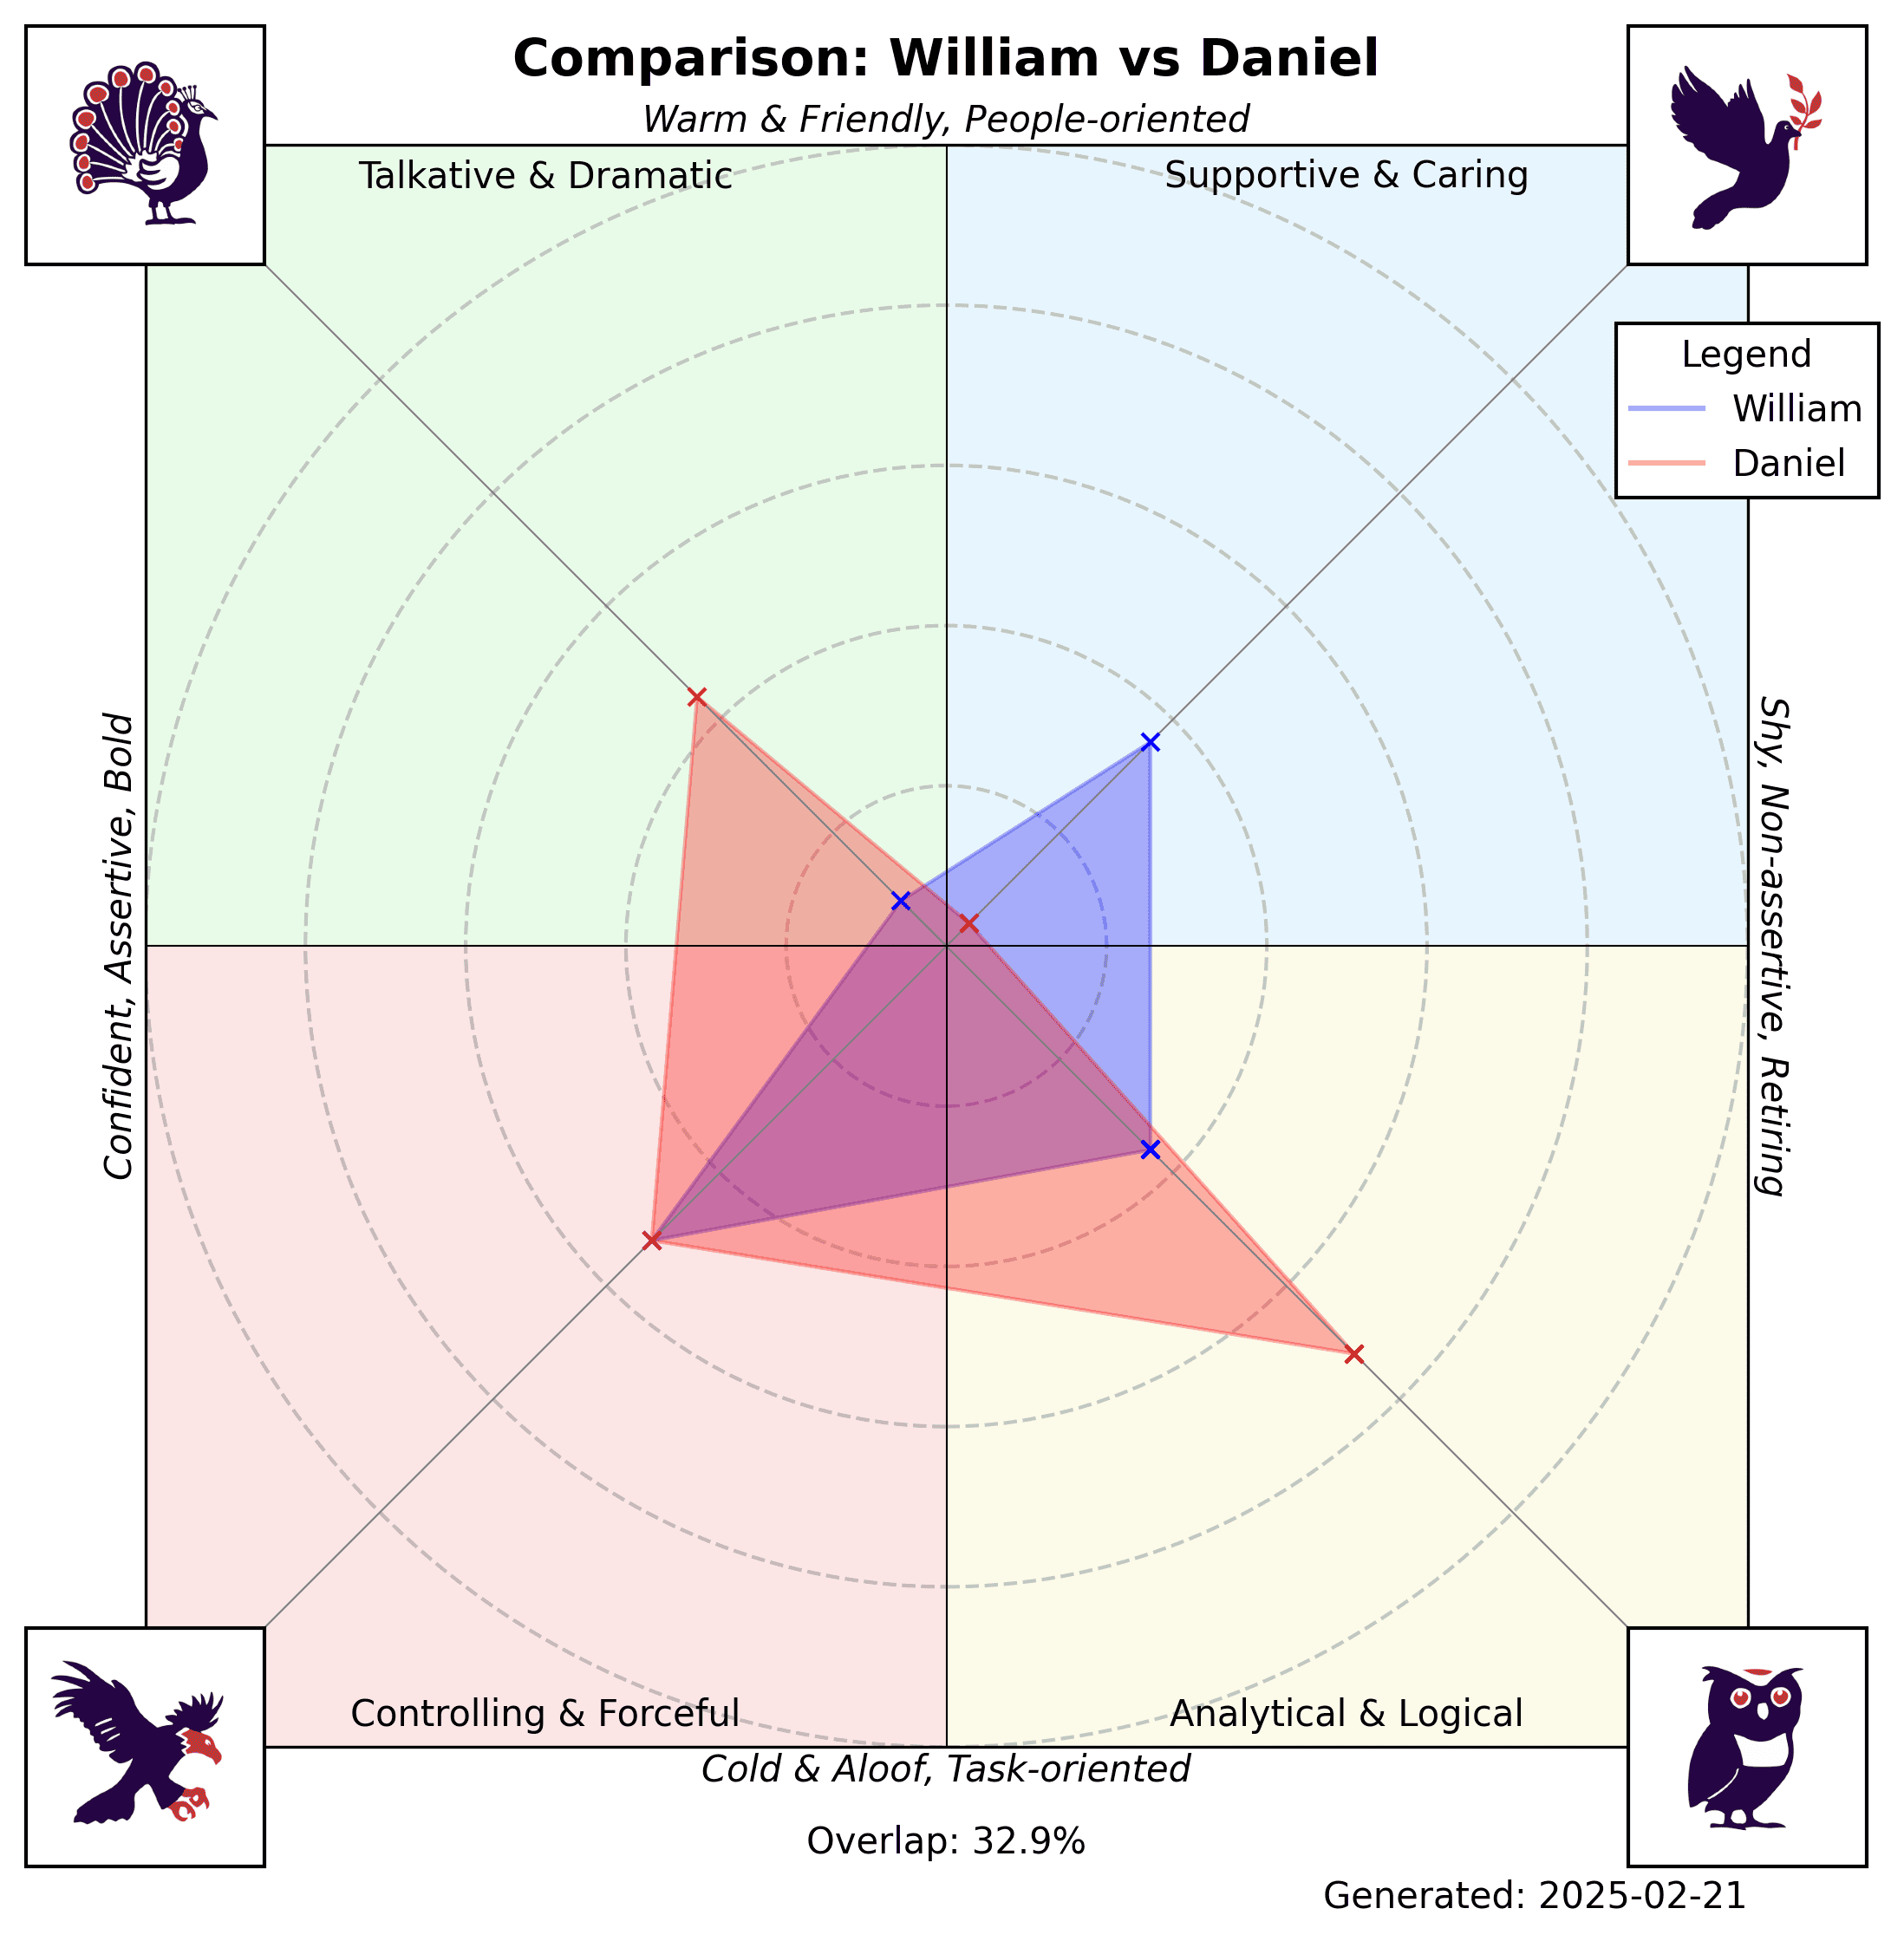 Comparison: William vs Daniel
Warm & Friendly, People-oriented
Talkative & Dramatic
Supportive & Caring
Legend
William
Daniel
Confident, Assertive, Bold
Shy, Non-assertive, Retiring
Controlling & Forceful
Analytical & Logical
Cold & Aloof, Task-oriented
Overlap: 32.9%
Generated: 2025-02-21